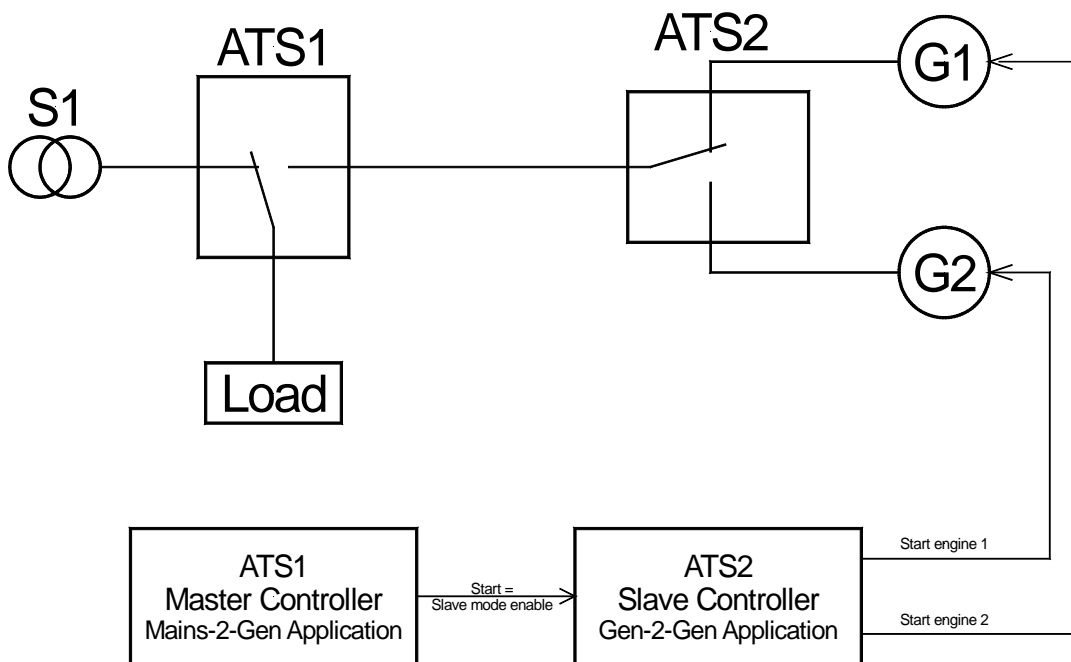 ATS1
ATS2
G1
S1
G2
Load
ATS1
Master Controller
Mains-2-Gen Application
Start =
Slave mode enable
ATS2
Slave Controller
Gen-2-Gen Application
Start engine 1
Start engine 2